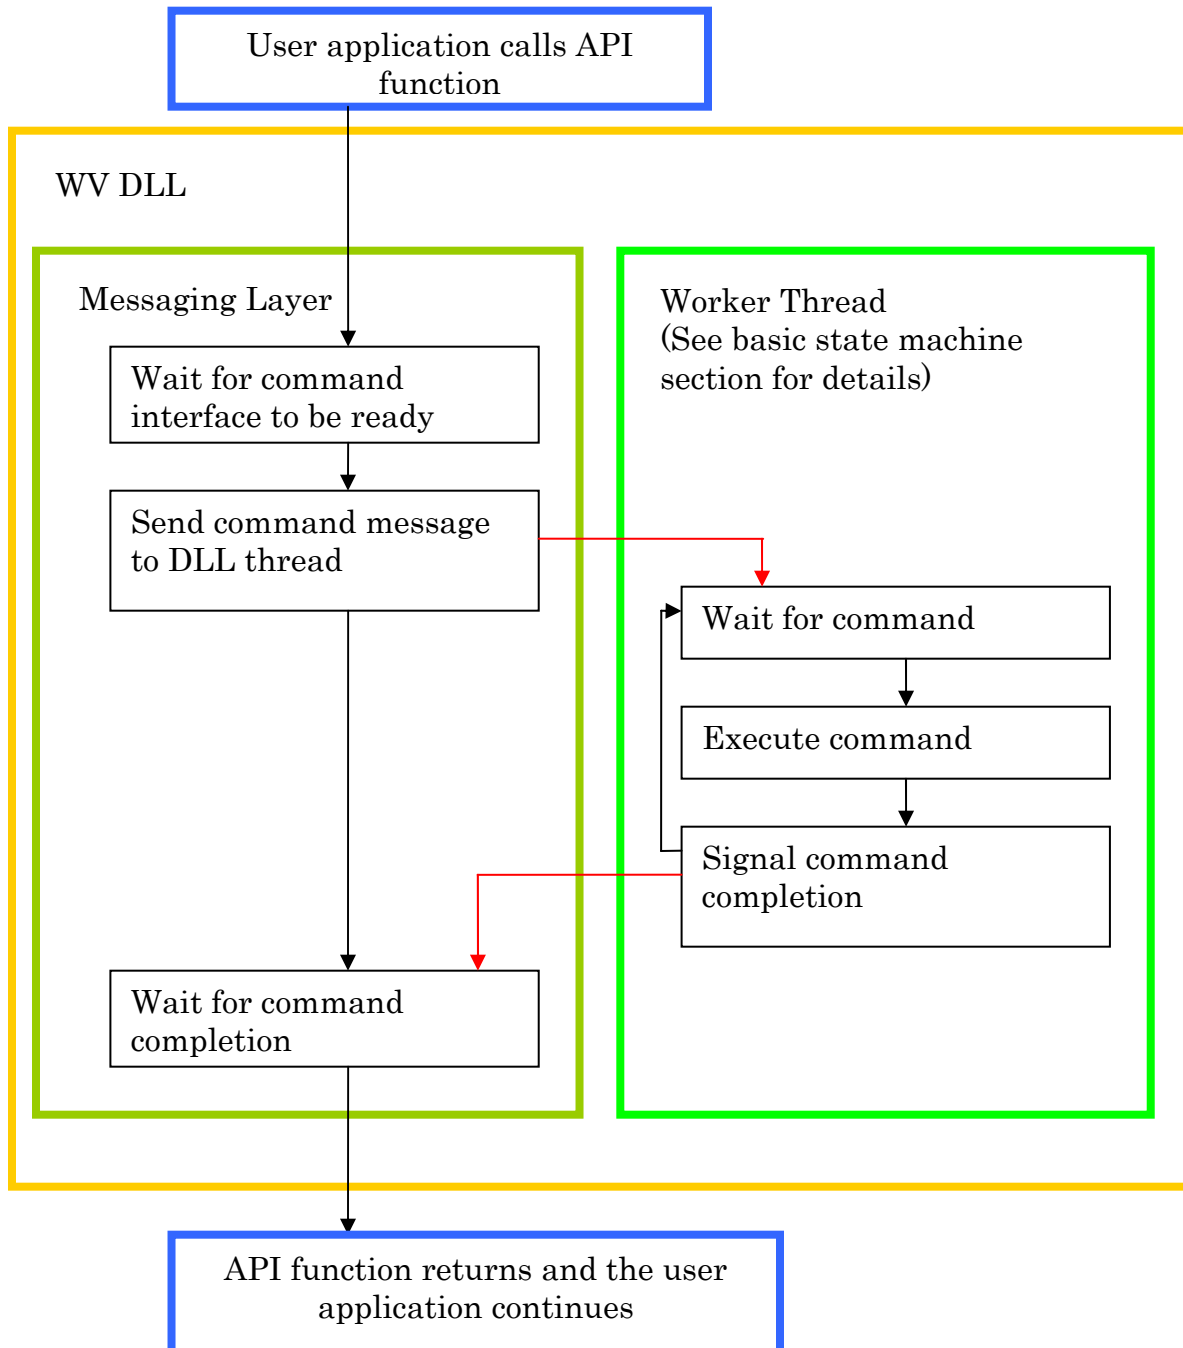 User application calls API
function
WV DLL
Messaging Layer
Wait for command
interface to be ready
Send command message
to DLL thread
Wait for command
completion
Worker Thread
(See basic state machine
section for details)
Wait for command
Execute command
Signal command
completion
API function returns and the user
application continues